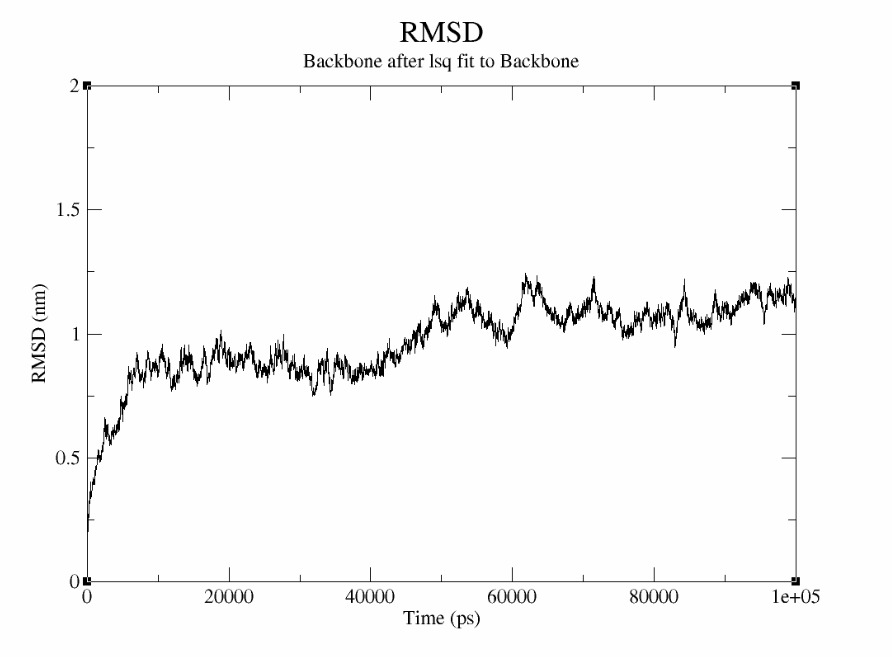 RMSD
Backbone after lsq fit to Backbone
2
1.5
1
0.5
0
RMSD (nm)
0 20000 40000 60000 80000 1e+05
Time (ps)